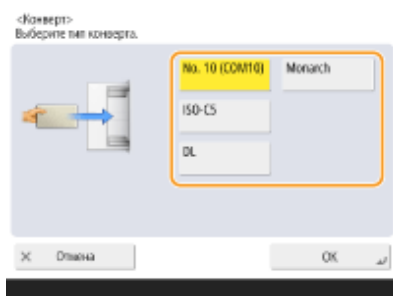 <Конверт>
Выберите тип конверта.
No. 10 (COM10)
Monarch
ISO-C5
DL
Отмена
OK